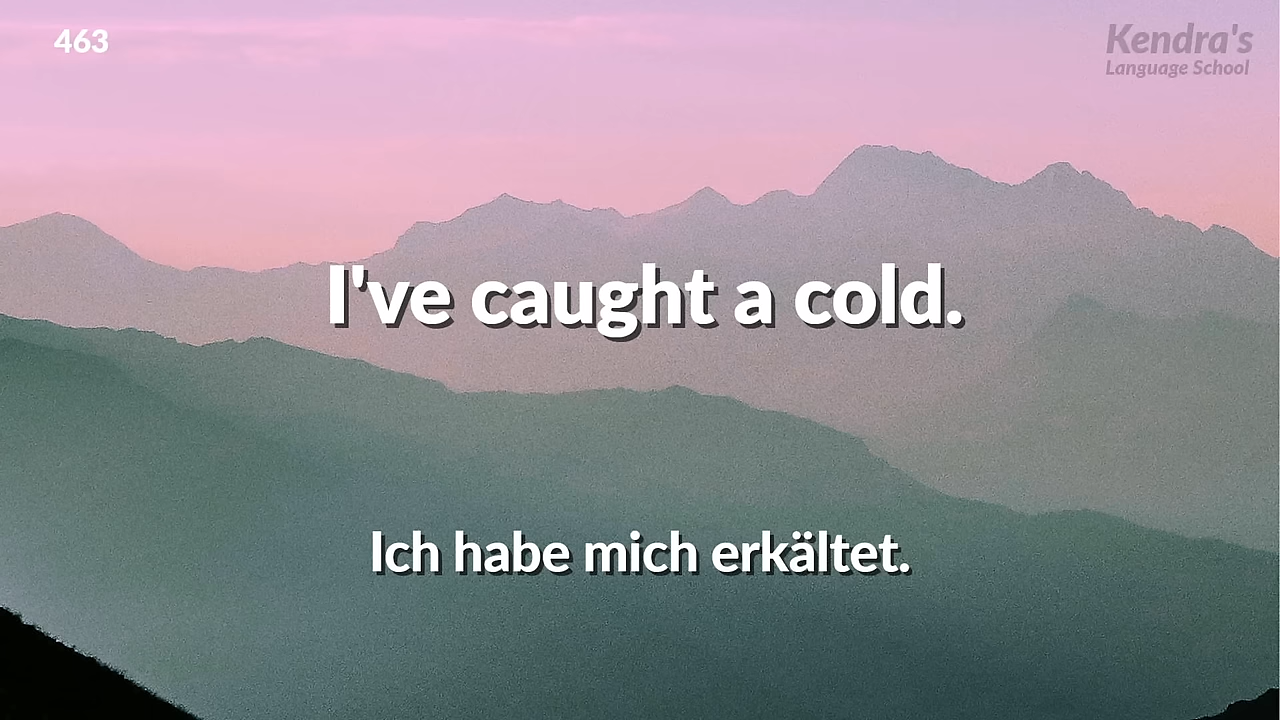 463
Kendra's
Language School
I've caught a cold.
Ich habe mich erkältet.